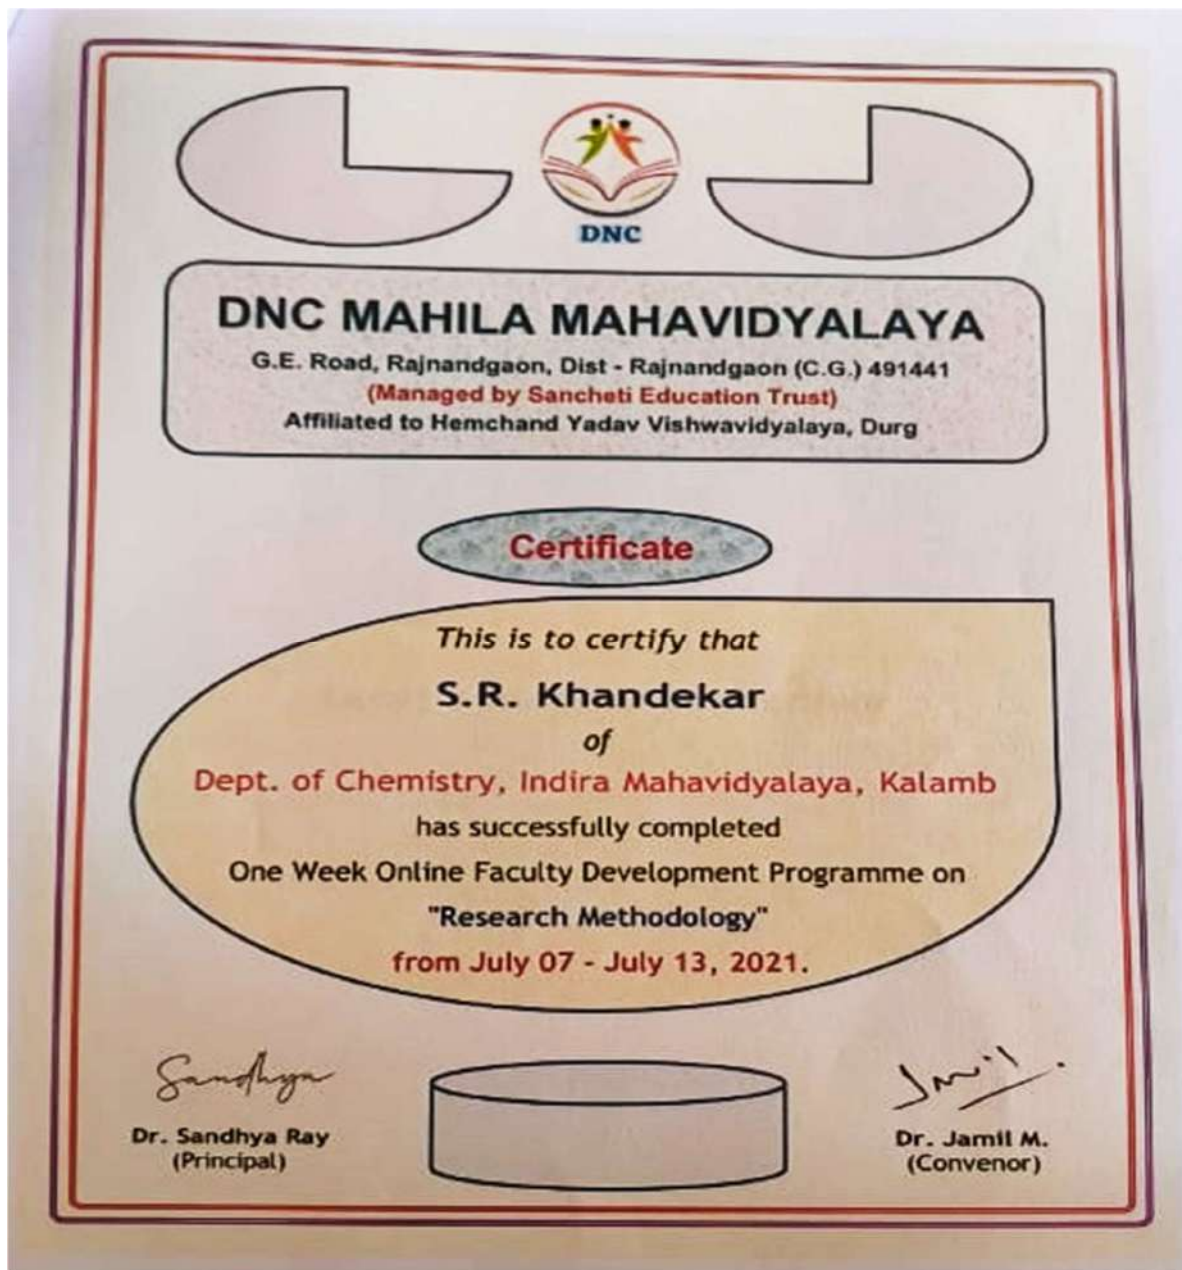 DNC
DNC MAHILA MAHAVIDYALAYA
G.E. Road, Rajnandgaon, Dist - Rajnandgaon (C.G.) 491441
(Managed by Sancheti Education Trust)
Affiliated to Hemchand Yadav Vishwavidyalaya, Durg
Certificate
This is to certify that
S.R. Khandekar
of
Dept. of Chemistry, Indira Mahavidyalaya, Kalamb
has successfully completed
One Week Online Faculty Development Programme on
"Research Methodology"
from July 07 - July 13, 2021.
Sandhya
Dr. Sandhya Ray
(Principal)
Jamil
Dr. Jamil M.
(Convenor)